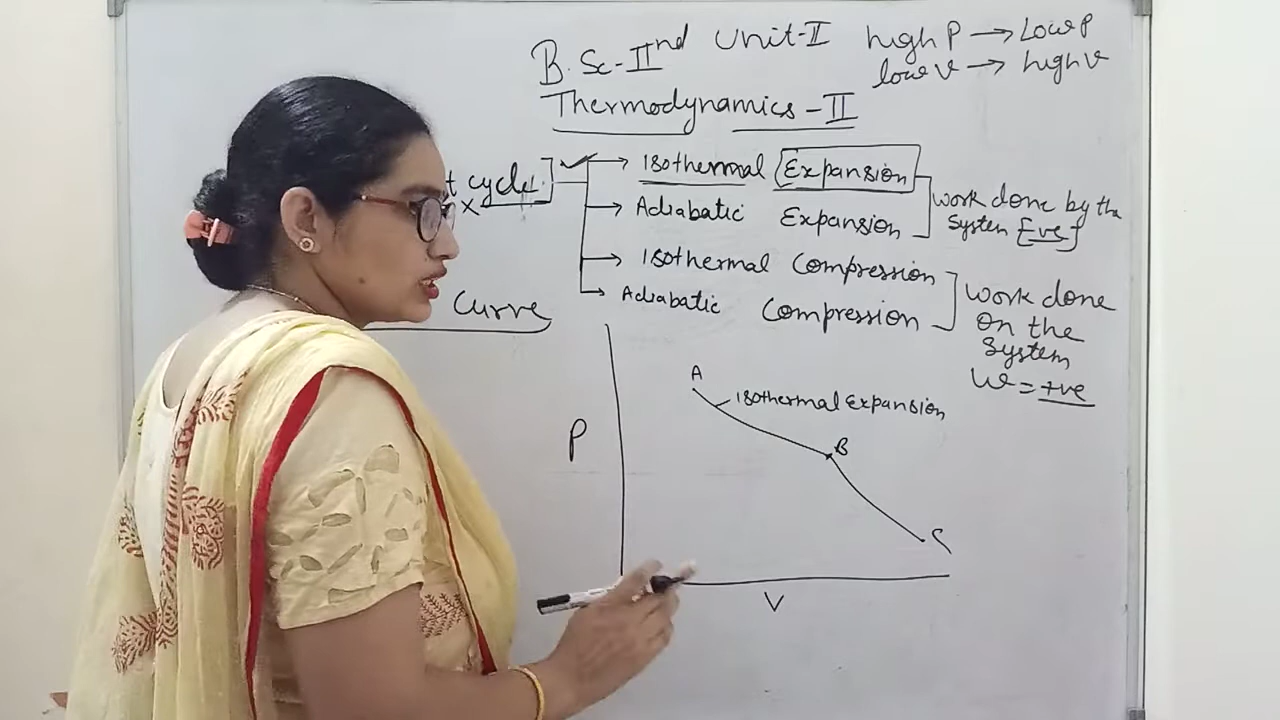 B.Sc-IInd Unit-I
high P → Low P
low V → high V
Thermodynamics-II
t cycle
x
→ Isothermal Expansion
→ Adiabatic Expansion
work done by the
System [-ve]
→ Isothermal Compression
→ Adiabatic Compression
work done
On the
System
W = +ve
Curve
A
Isothermal Expansion
P
B
C
V